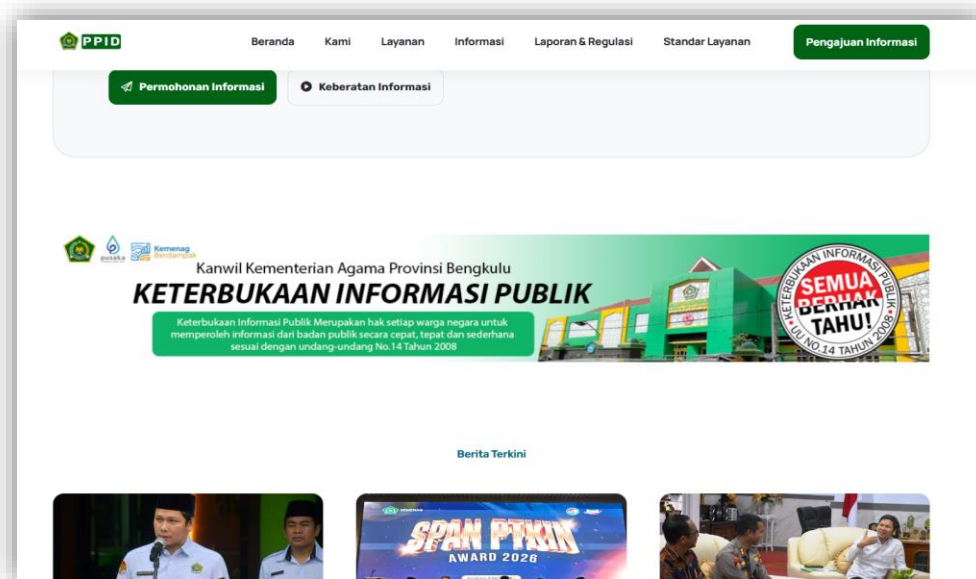 PPID
Beranda Kami Layanan Informasi Laporan & Regulasi Standar Layanan Pengajuan Informasi
Permohonan Informasi Keberatan Informasi
pusaka
Kemenag
Berdampak
Kanwil Kementerian Agama Provinsi Bengkulu
KETERBUKAAN INFORMASI PUBLIK
Keterbukaan Informasi Publik Merupakan hak setiap warga negara untuk
memperoleh informasi dari badan publik secara cepat, tepat dan sederhana
sesuai dengan undang-undang No.14 Tahun 2008
KETERBUKAAN INFORMASI PUBLIK
SEMUA
BERHAK
TAHU!
UU NO.14 TAHUN 2008
Berita Terkini
SPAN PTKIN
AWARD 2026